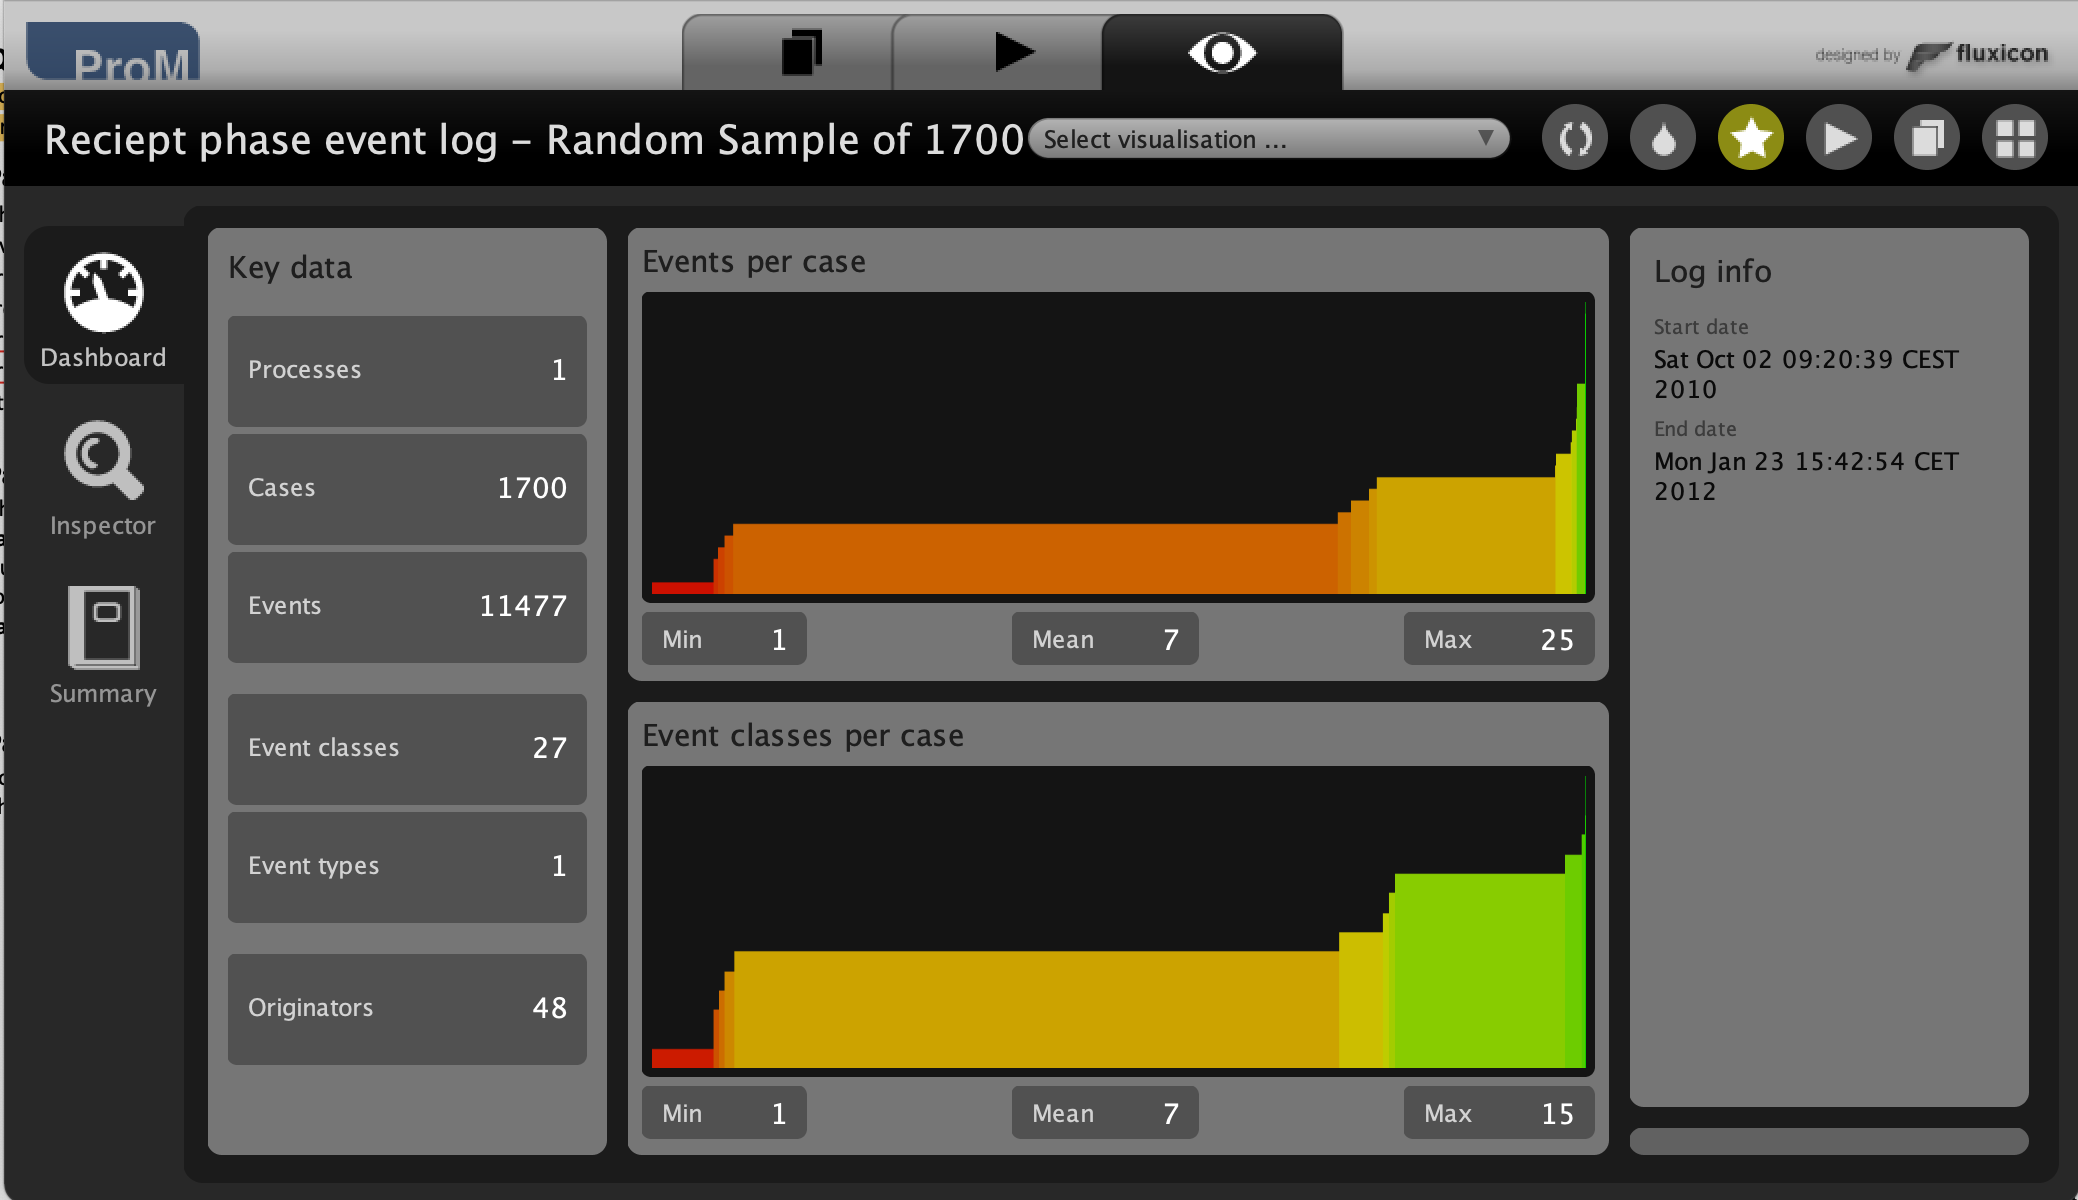 ProM
designed by fluxicon
Reciept phase event log – Random Sample of 1700
Select visualisation ...
Dashboard
Inspector
Summary
Key data
Processes 1
Cases 1700
Events 11477
Event classes 27
Event types 1
Originators 48
Events per case
Min 1 Mean 7 Max 25
Event classes per case
Min 1 Mean 7 Max 15
Log info
Start date
Sat Oct 02 09:20:39 CEST
2010
End date
Mon Jan 23 15:42:54 CET
2012